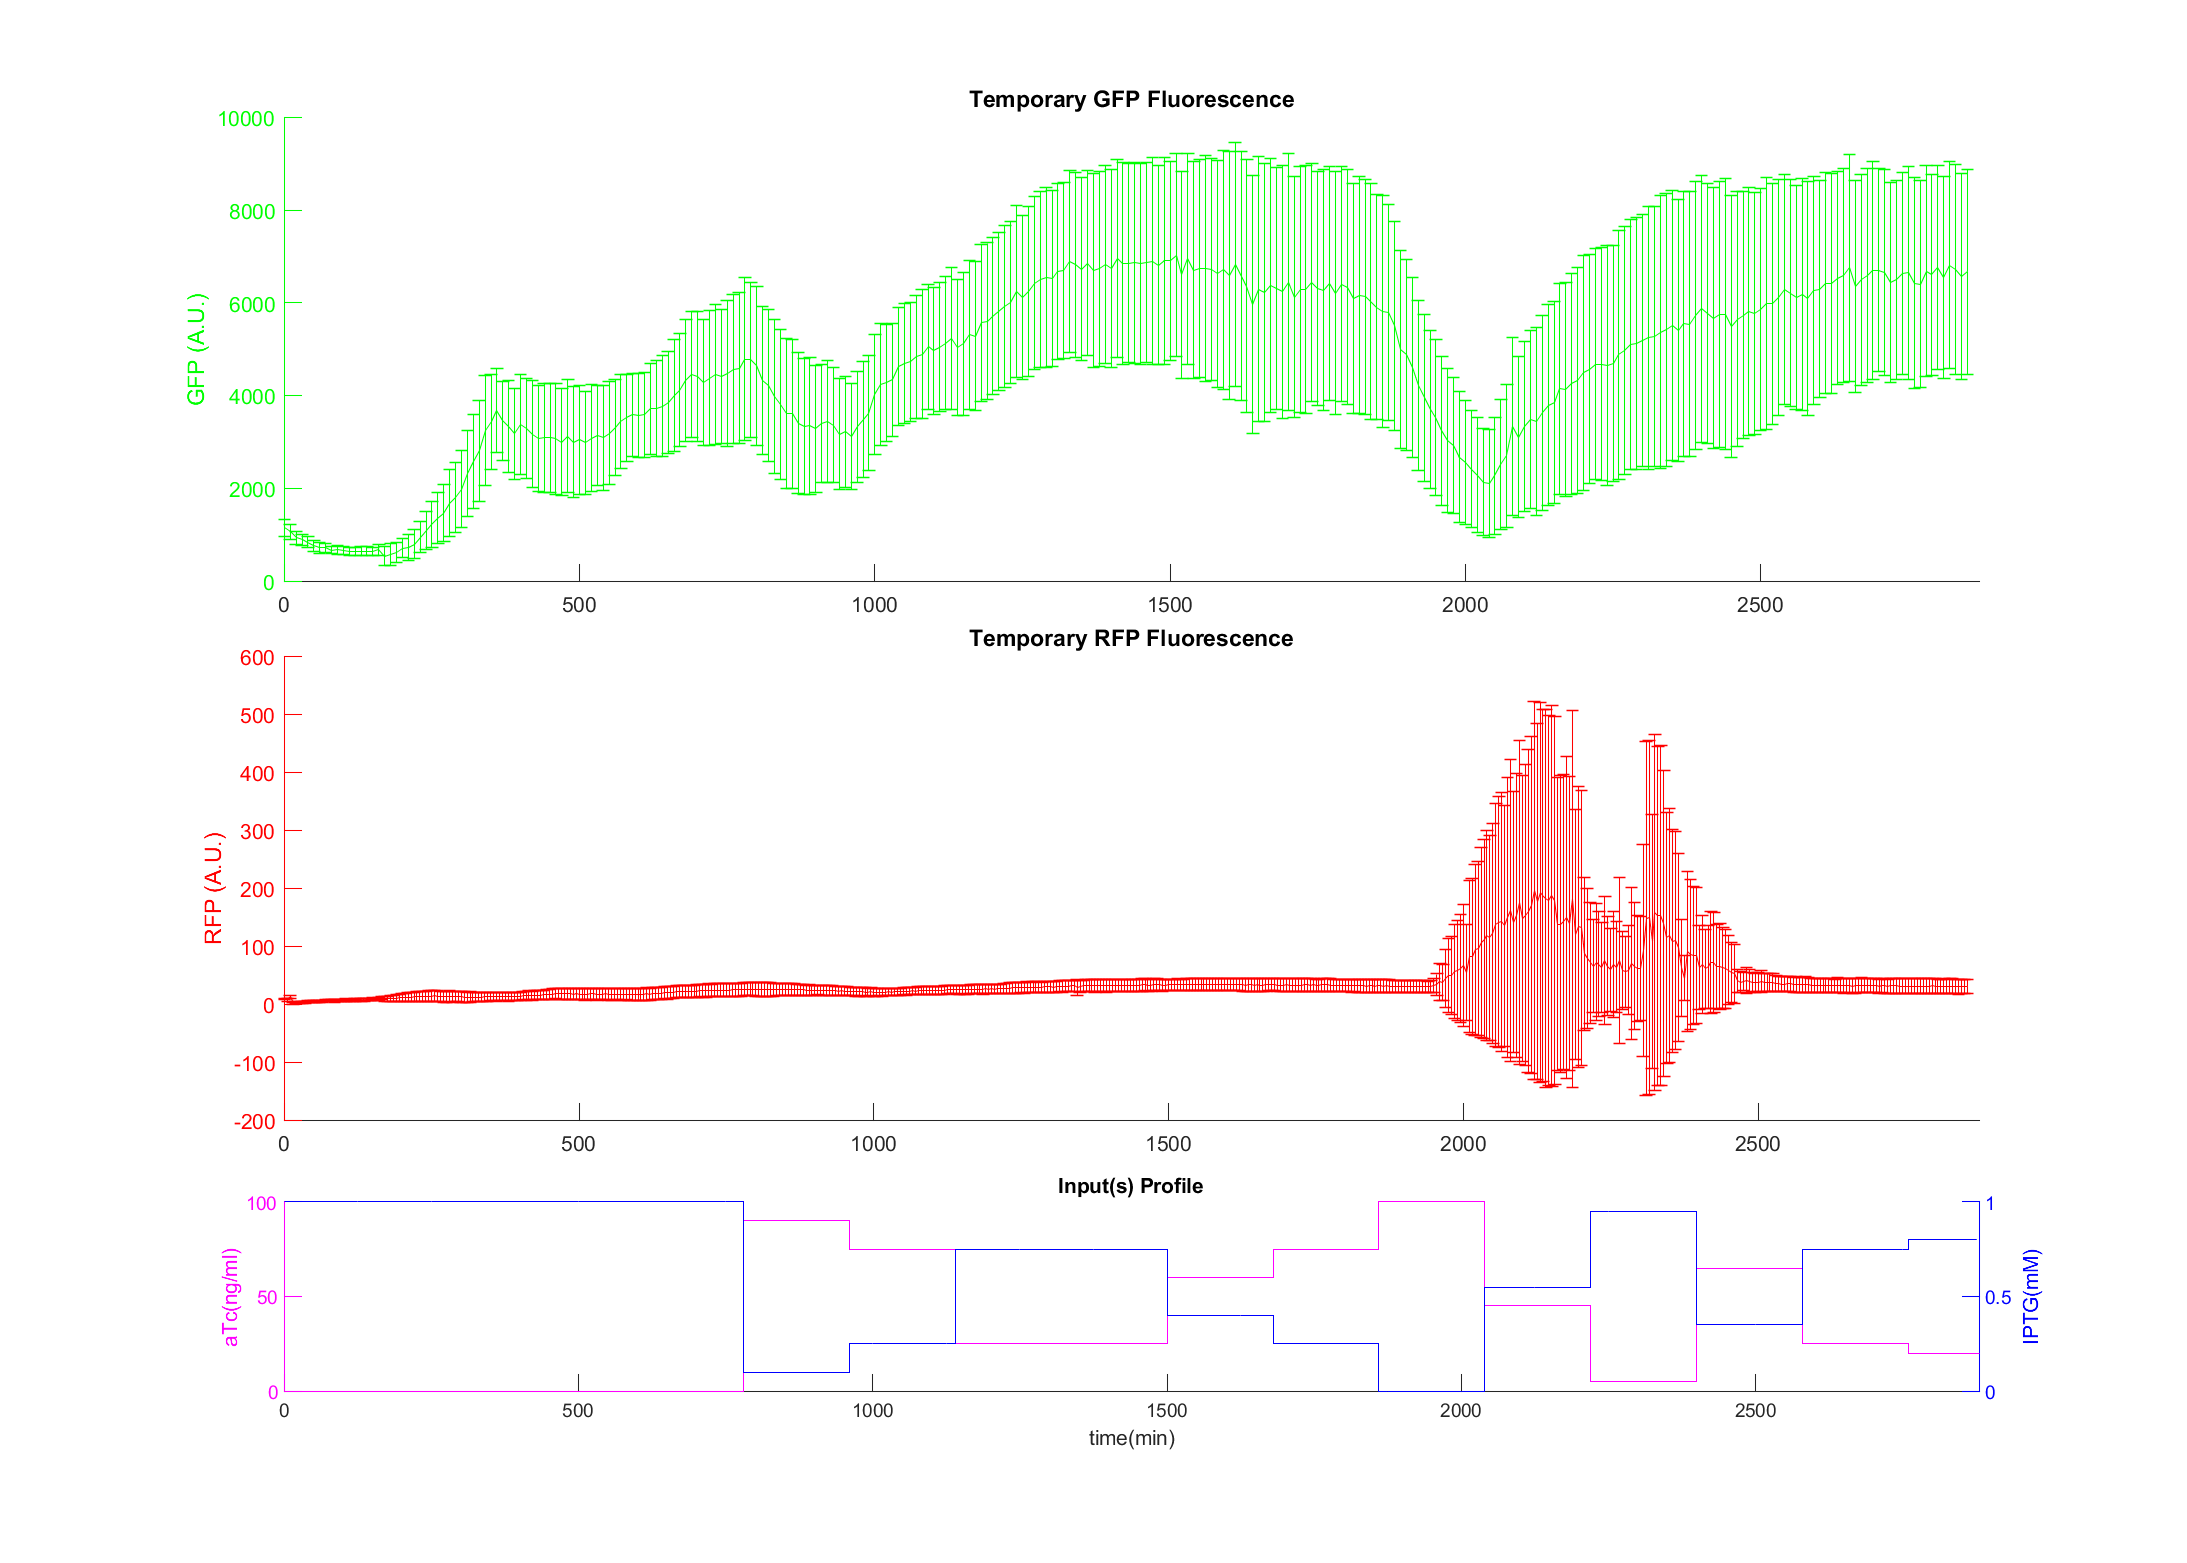 Temporary GFP Fluorescence
GFP (A.U.)
10000
8000
6000
4000
2000
0
0 500 1000 1500 2000 2500
Temporary RFP Fluorescence
RFP (A.U.)
600
500
400
300
200
100
0
-100
-200
0 500 1000 1500 2000 2500
Input(s) Profile
aTc(ng/ml)
100
50
0
1
0.5
0
IPTG(mM)
0 500 1000 1500 2000 2500
time(min)